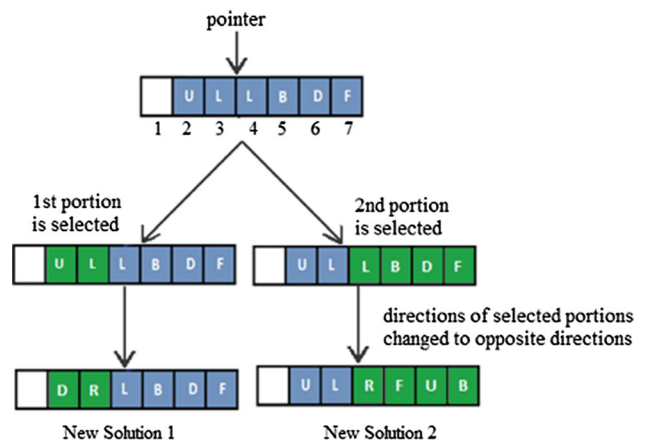 pointer
U L L B D F
1 2 3 4 5 6 7
1st portion
is selected
2nd portion
is selected
U L L B D F
U L L B D F
directions of selected portions
changed to opposite directions
D R L B D F
U L R F U B
New Solution 1
New Solution 2